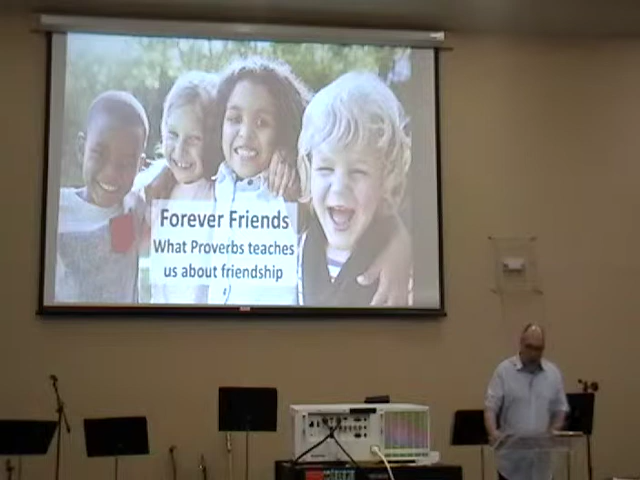 Forever Friends
What Proverbs teaches
us about friendship